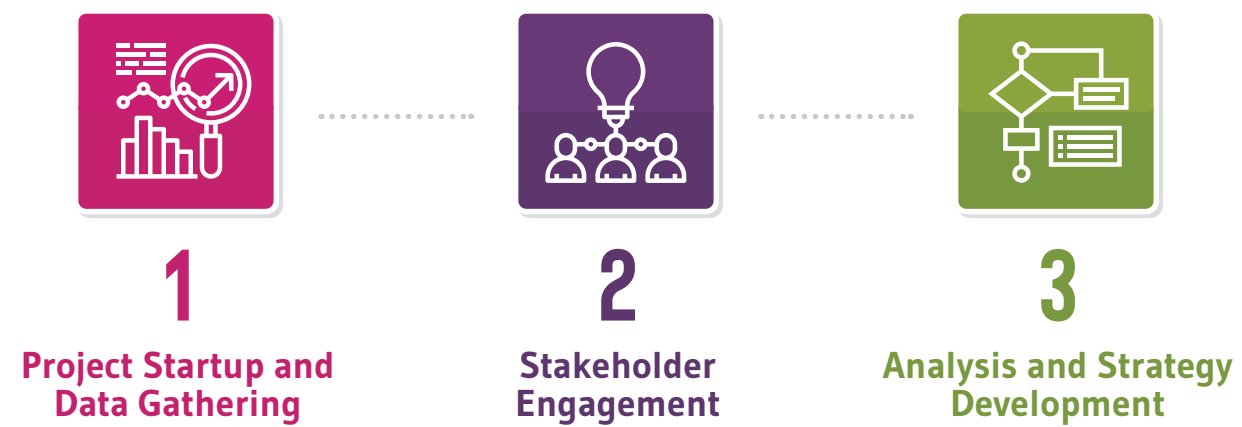 1
Project Startup and
Data Gathering
2
Stakeholder
Engagement
3
Analysis and Strategy
Development